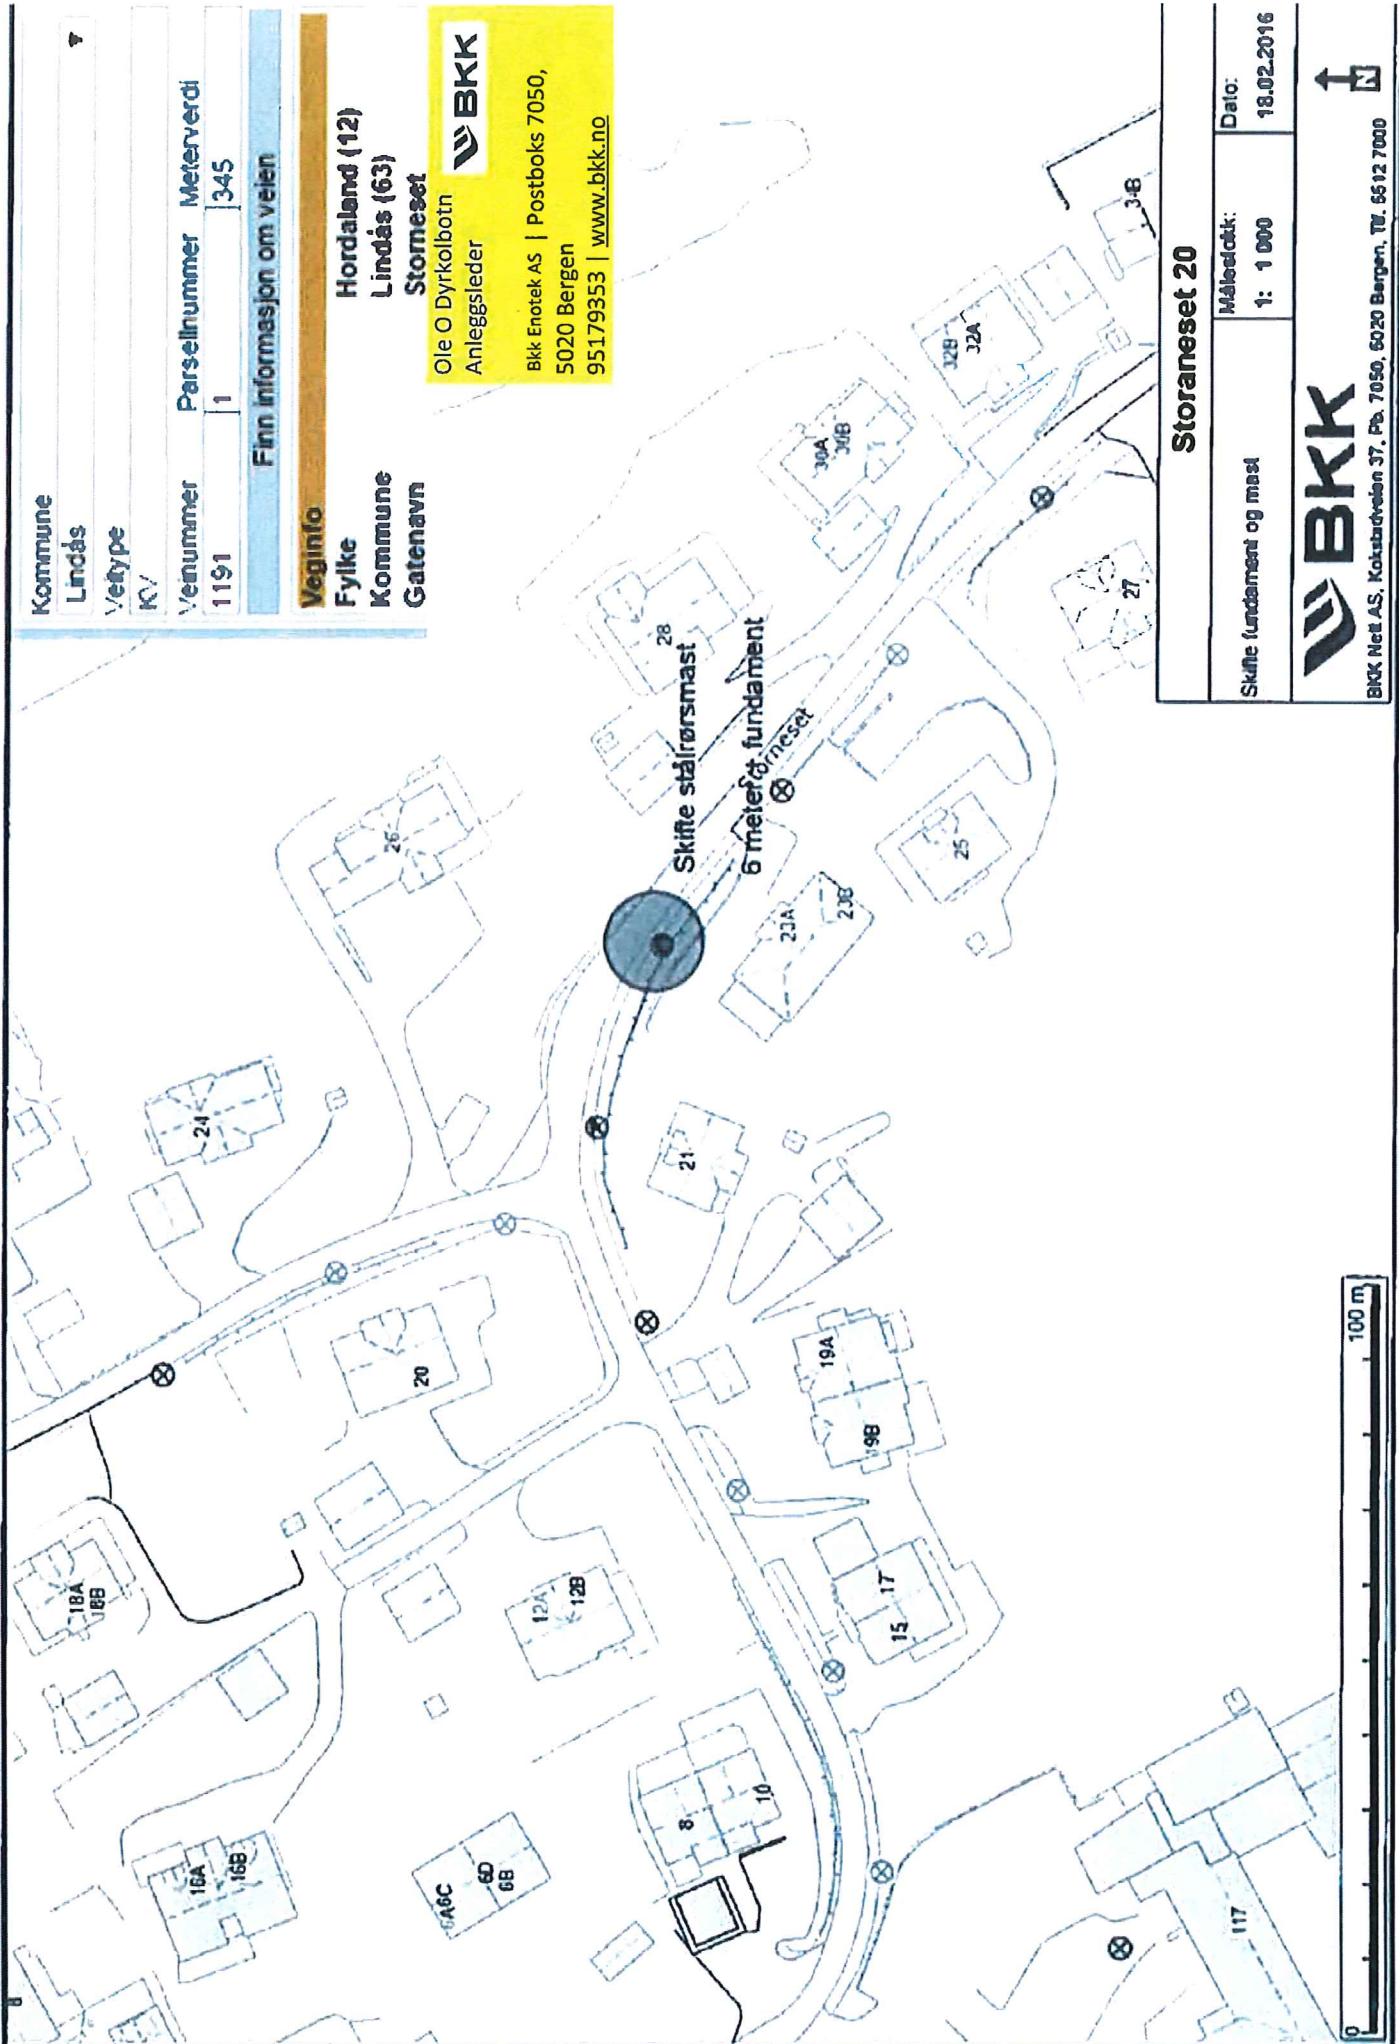 Kommune
Lindås
Veitype
KV
Veinummer Parsellnummer Meterverdi
1191 1 345
Finn informasjon om veien
Veginfo
Fylke Hordaland (12)
Kommune Lindås (63)
Gatenavn Storneset
Ole O Dyrkolbotn
Anleggsleder
BKK
Bkk Enotek AS | Postboks 7050,
5020 Bergen
95179353 | www.bkk.no
Skifte stålrørsmast
6 meter + fundament
Storneset
18A
18B
24
26
28
30A
30B
32B
32A
34B
16A
16B
20
12A
12B
6A6C
6D
6B
8
10
21
23A
23B
25
27
19A
19B
17
15
117
0 100 m
Storaneset 20
Skifte fundament og mast
Målestokk:
1: 1 000
Dato:
18.02.2016
BKK
N
BKK Nett AS, Kokstadveien 37, Pb. 7050, 5020 Bergen, Tlf. 5512 7000